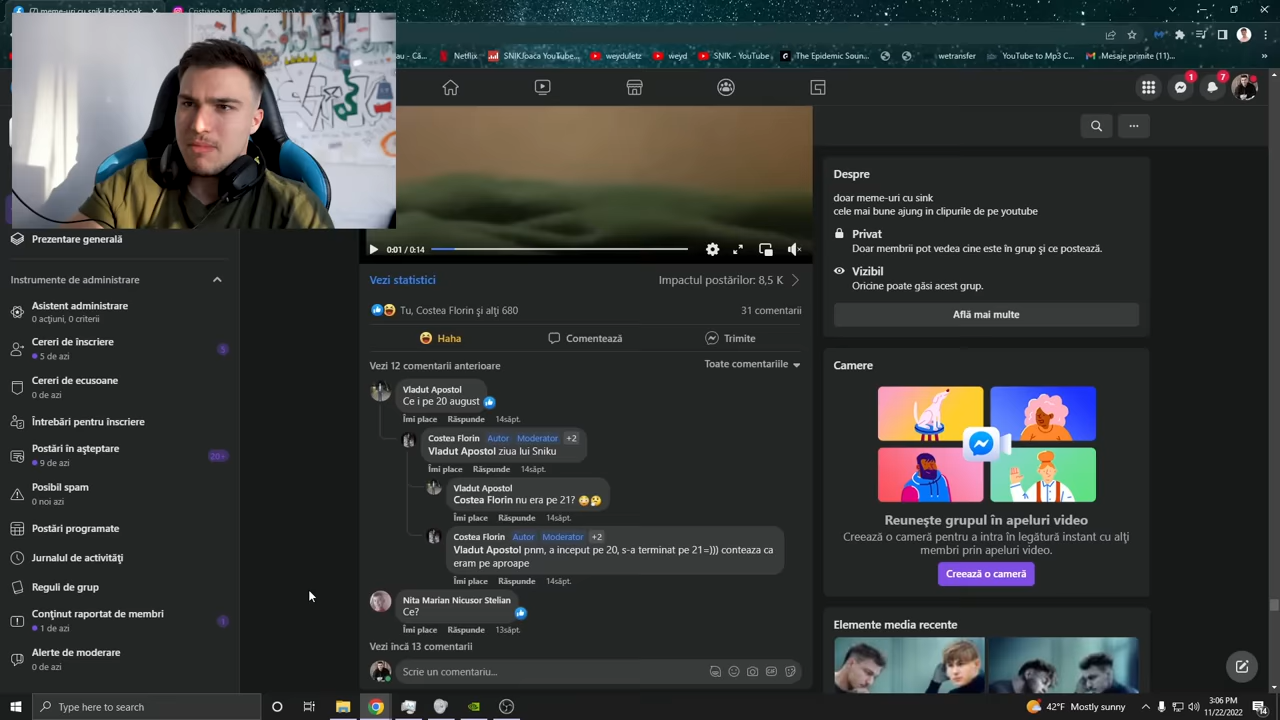 meme-uri cu snik | Facebook
Cristiano Ronaldo (@cristiano)
Netflix
SNIK/paca YouTube...
weyduletz
weyd
SNIK - YouTube
The Epidemic Soun...
wetransfer
YouTube to Mp3 C...
Mesaje primite (11)...
1
7
Prezentare generală
Instrumente de administrare
Asistent administrare
0 acțiuni, 0 criterii
Cereri de înscriere
5 de azi
5
Cereri de ecusoane
0 de azi
Întrebări pentru înscriere
Postări în așteptare
9 de azi
20+
Posibil spam
0 noi azi
Postări programate
Jurnalul de activități
Reguli de grup
Conținut raportat de membri
1 de azi
1
Alerte de moderare
0 de azi
0:01 / 0:14
Vezi statistici
Impactul postărilor: 8,5 K
Tu, Costea Florin și alți 680
31 comentarii
Haha
Comentează
Trimite
Vezi 12 comentarii anterioare
Toate comentariile
Vladut Apostol
Ce i pe 20 august
Îmi place Răspunde 14săpt.
Costea Florin Autor Moderator +2
Vladut Apostol ziua lui Sniku
Îmi place Răspunde 14săpt.
Vladut Apostol
Costea Florin nu era pe 21? 😳🤔
Îmi place Răspunde 14săpt.
Costea Florin Autor Moderator +2
Vladut Apostol pnm, a inceput pe 20, s-a terminat pe 21=))) conteaza ca
eram pe aproape
Îmi place Răspunde 14săpt.
Nita Marian Nicusor Stelian
Ce?
Îmi place Răspunde 13săpt.
Vezi încă 13 comentarii
Scrie un comentariu...
GIF
Despre
doar meme-uri cu sink
cele mai bune ajung in clipurile de pe youtube
Privat
Doar membrii pot vedea cine este în grup și ce postează.
Vizibil
Oricine poate găsi acest grup.
Află mai multe
Camere
Reunește grupul în apeluri video
Creează o cameră pentru a intra în legătură instant cu alți
membri prin apeluri video.
Creează o cameră
Elemente media recente
Type here to search
42°F Mostly sunny
3:06 PM
11/22/2022
14